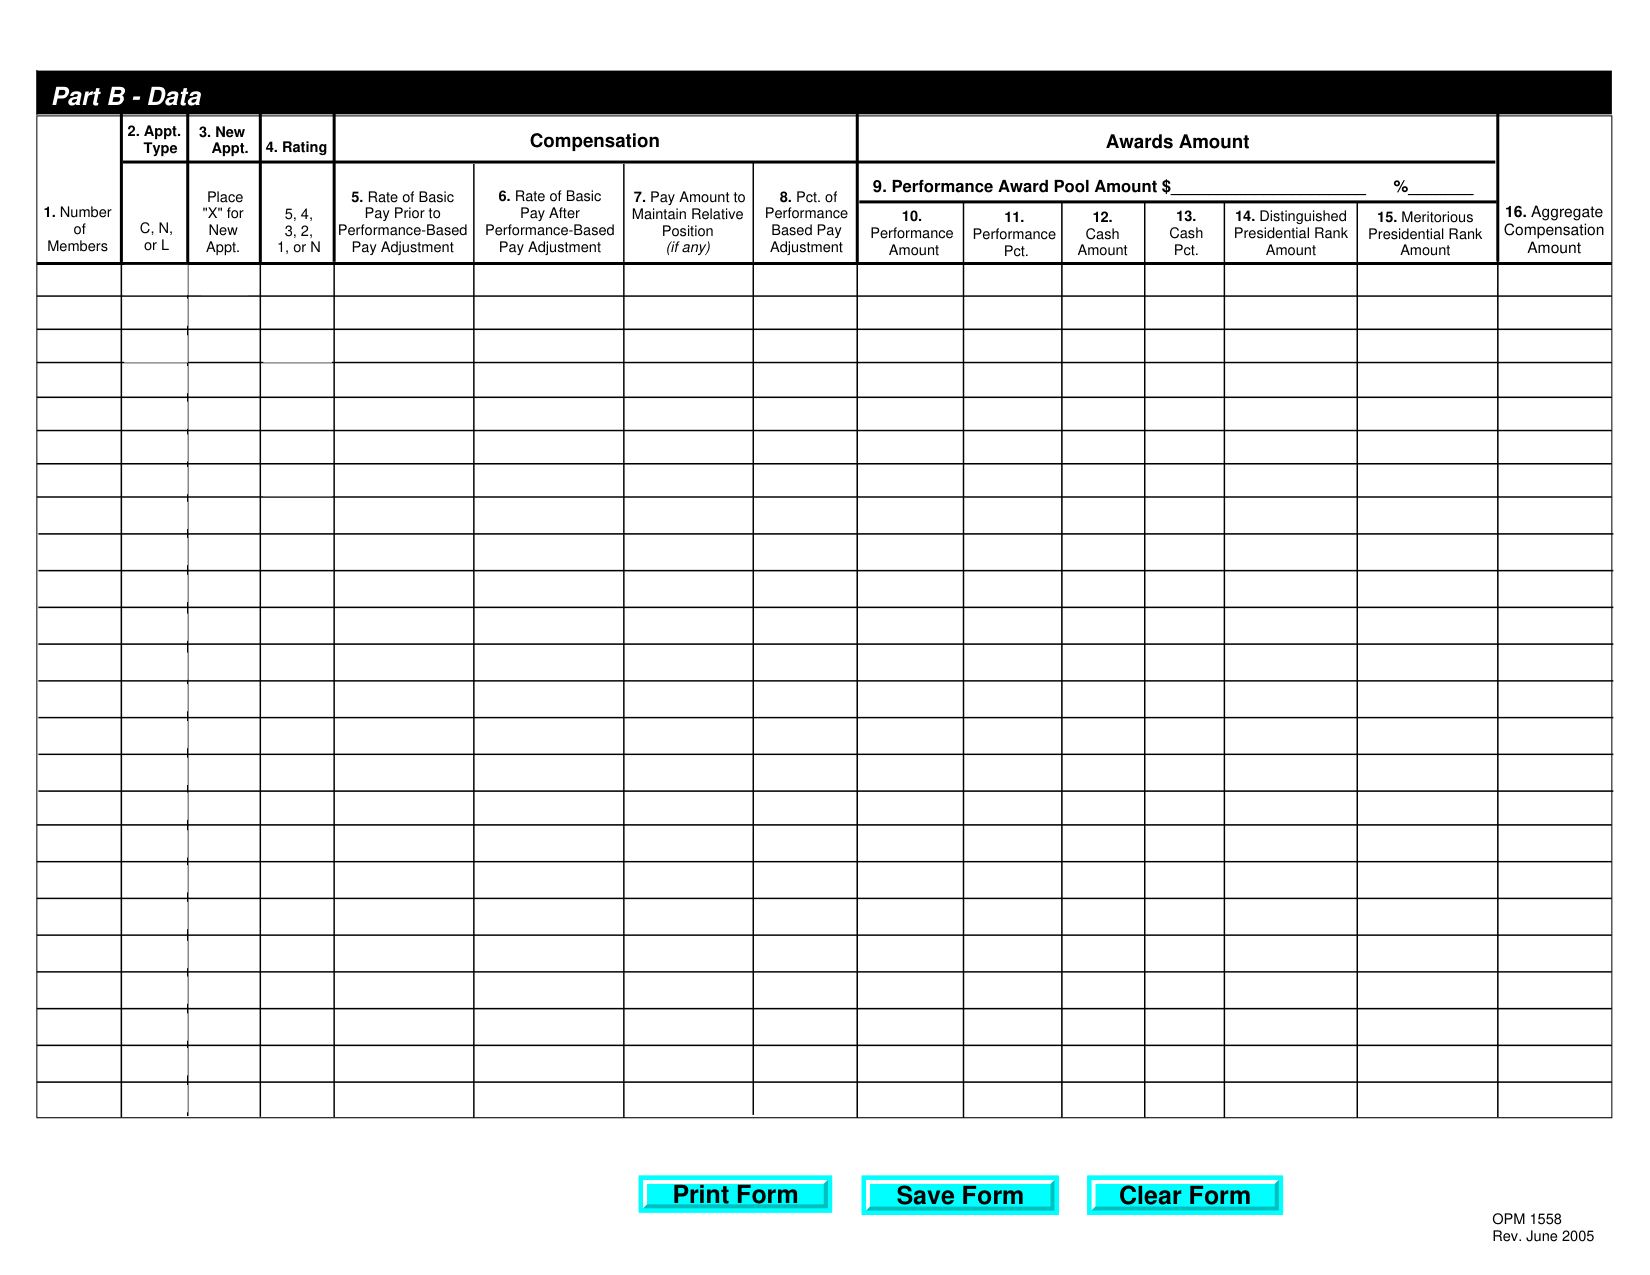 Part B - Data
2. Appt.
Type
3. New
Appt.
4. Rating
Compensation
Awards Amount
1. Number
of
Members
C, N,
or L
Place
"X" for
New
Appt.
5, 4,
3, 2,
1, or N
5. Rate of Basic
Pay Prior to
Performance-Based
Pay Adjustment
6. Rate of Basic
Pay After
Performance-Based
Pay Adjustment
7. Pay Amount to
Maintain Relative
Position
(if any)
8. Pct. of
Performance
Based Pay
Adjustment
9. Performance Award Pool Amount $____________________ %_______
10.
Performance
Amount
11.
Performance
Pct.
12.
Cash
Amount
13.
Cash
Pct.
14. Distinguished
Presidential Rank
Amount
15. Meritorious
Presidential Rank
Amount
16. Aggregate
Compensation
Amount
Print Form
Save Form
Clear Form
OPM 1558
Rev. June 2005